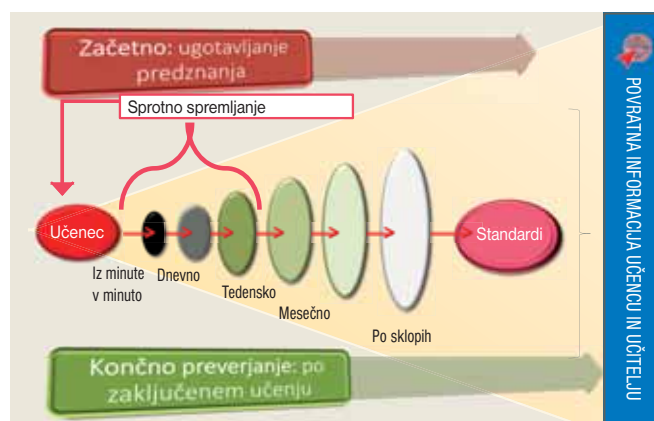 Začetno: ugotavljanje
predznanja
Sprotno spremljanje
Učenec
Iz minute
v minuto
Dnevno
Tedensko
Mesečno
Po sklopih
Standardi
Končno preverjanje: po
zaključenem učenju
POVRATNA INFORMACIJA UČENCU IN UČITELJU